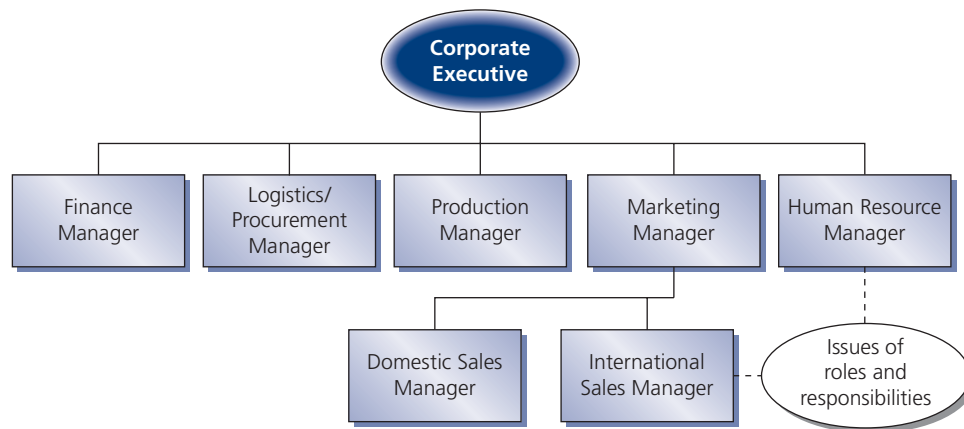 Corporate
Executive
Finance
Manager
Logistics/
Procurement
Manager
Production
Manager
Marketing
Manager
Human Resource
Manager
Domestic Sales
Manager
International
Sales Manager
Issues of
roles and
responsibilities